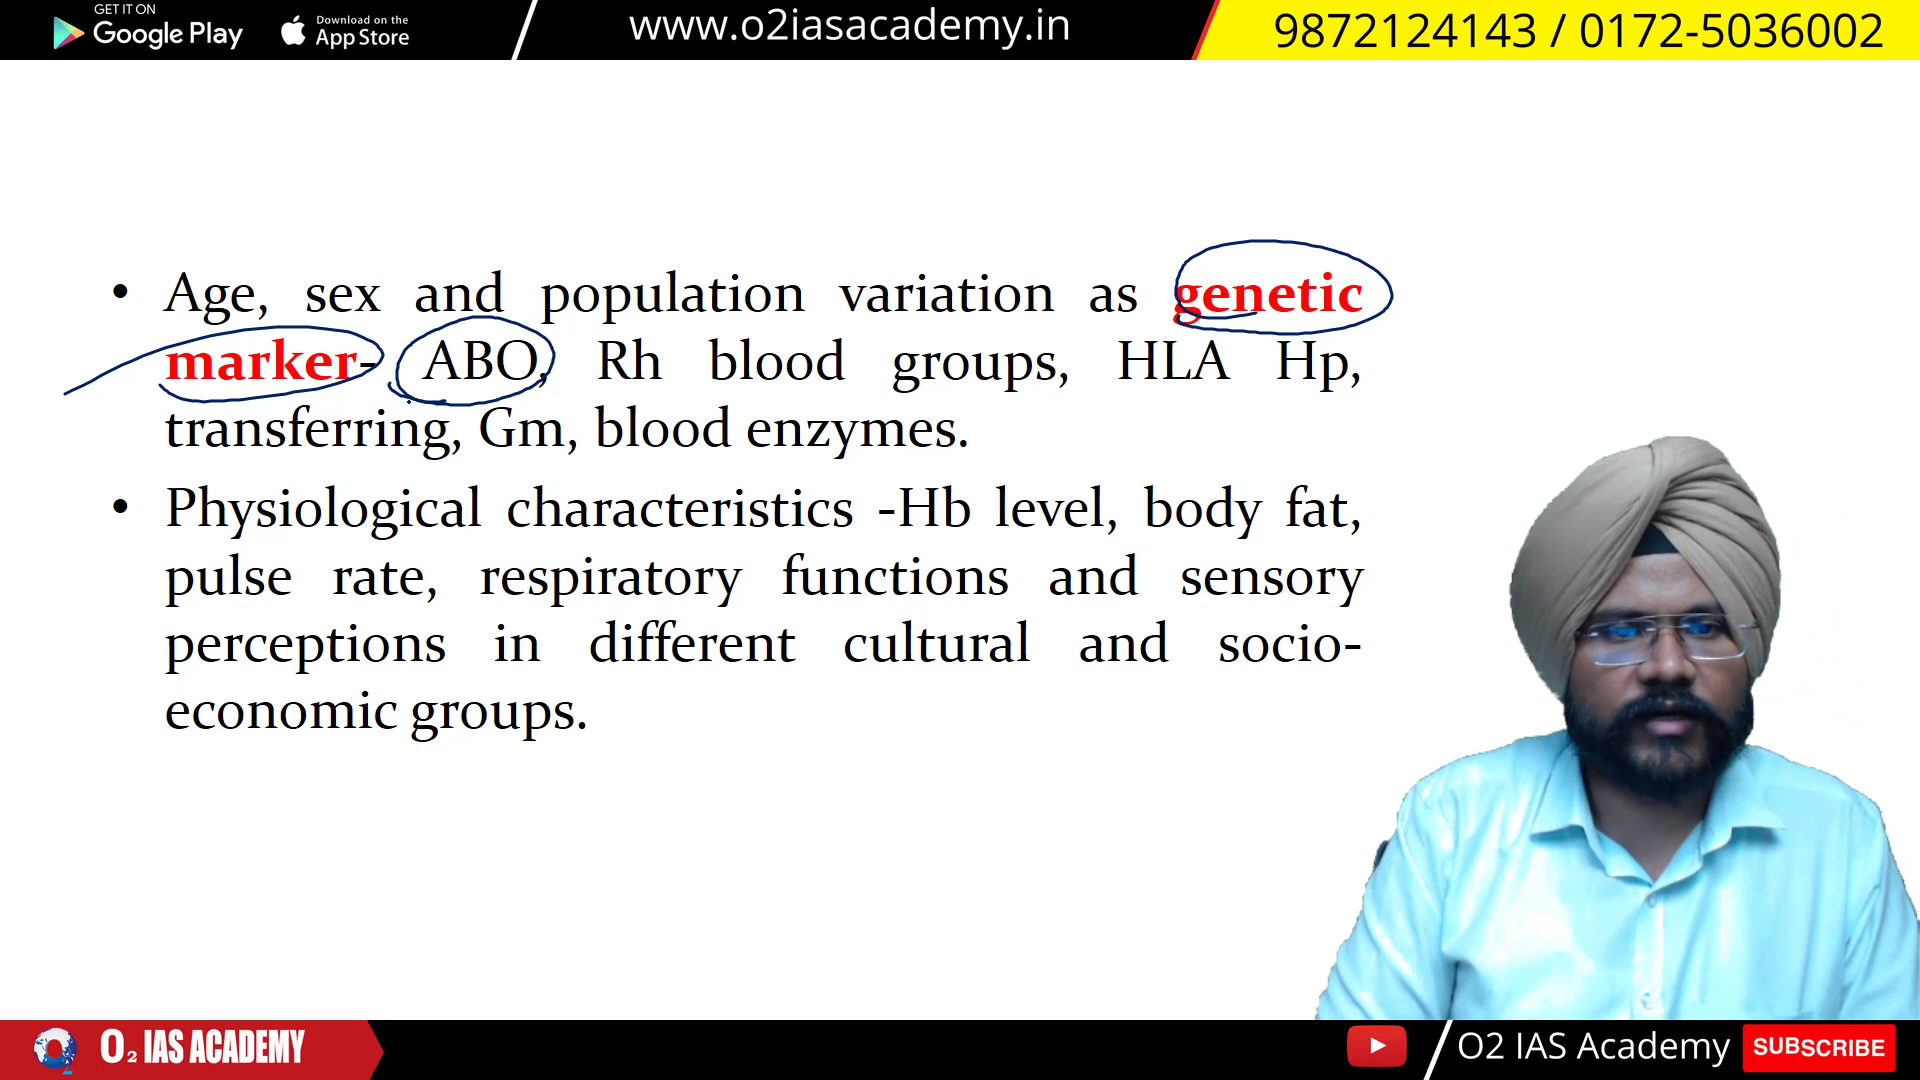 GET IT ON
Google Play
Download on the
App Store
www.o2iasacademy.in
9872124143 / 0172-5036002
• Age, sex and population variation as genetic
marker- ABO, Rh blood groups, HLA Hp,
transferring, Gm, blood enzymes.
• Physiological characteristics -Hb level, body fat,
pulse rate, respiratory functions and sensory
perceptions in different cultural and socio-
economic groups.
O2 IAS ACADEMY
O2 IAS Academy
SUBSCRIBE